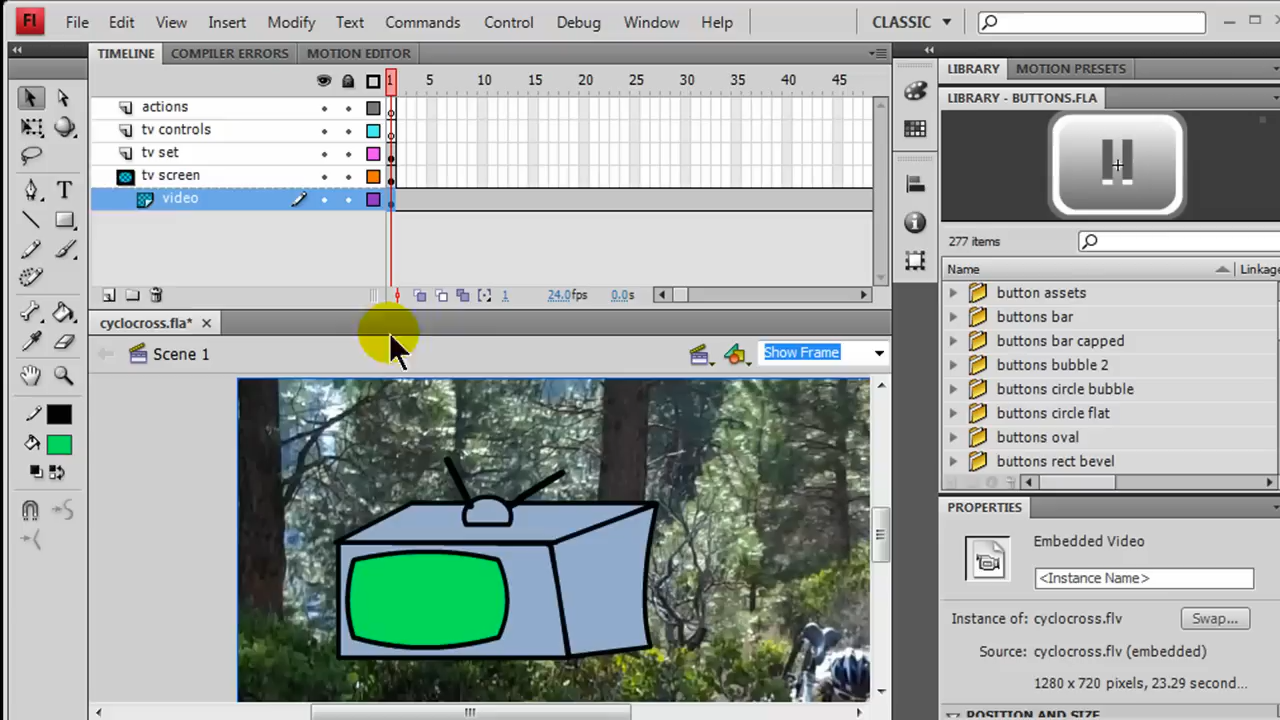 Fl File Edit View Insert Modify Text Commands Control Debug Window Help CLASSIC
TIMELINE COMPILER ERRORS MOTION EDITOR
1 5 10 15 20 25 30 35 40 45
actions
tv controls
tv set
tv screen
video
1 24.0fps 0.0s
cyclocross.fla*
Scene 1 Show Frame
LIBRARY MOTION PRESETS
LIBRARY - BUTTONS.FLA
277 items
Name Linkag
button assets
buttons bar
buttons bar capped
buttons bubble 2
buttons circle bubble
buttons circle flat
buttons oval
buttons rect bevel
PROPERTIES
Embedded Video
<Instance Name>
Instance of: cyclocross.flv Swap...
Source: cyclocross.flv (embedded)
1280 x 720 pixels, 23.29 second...
POSITION AND SIZE